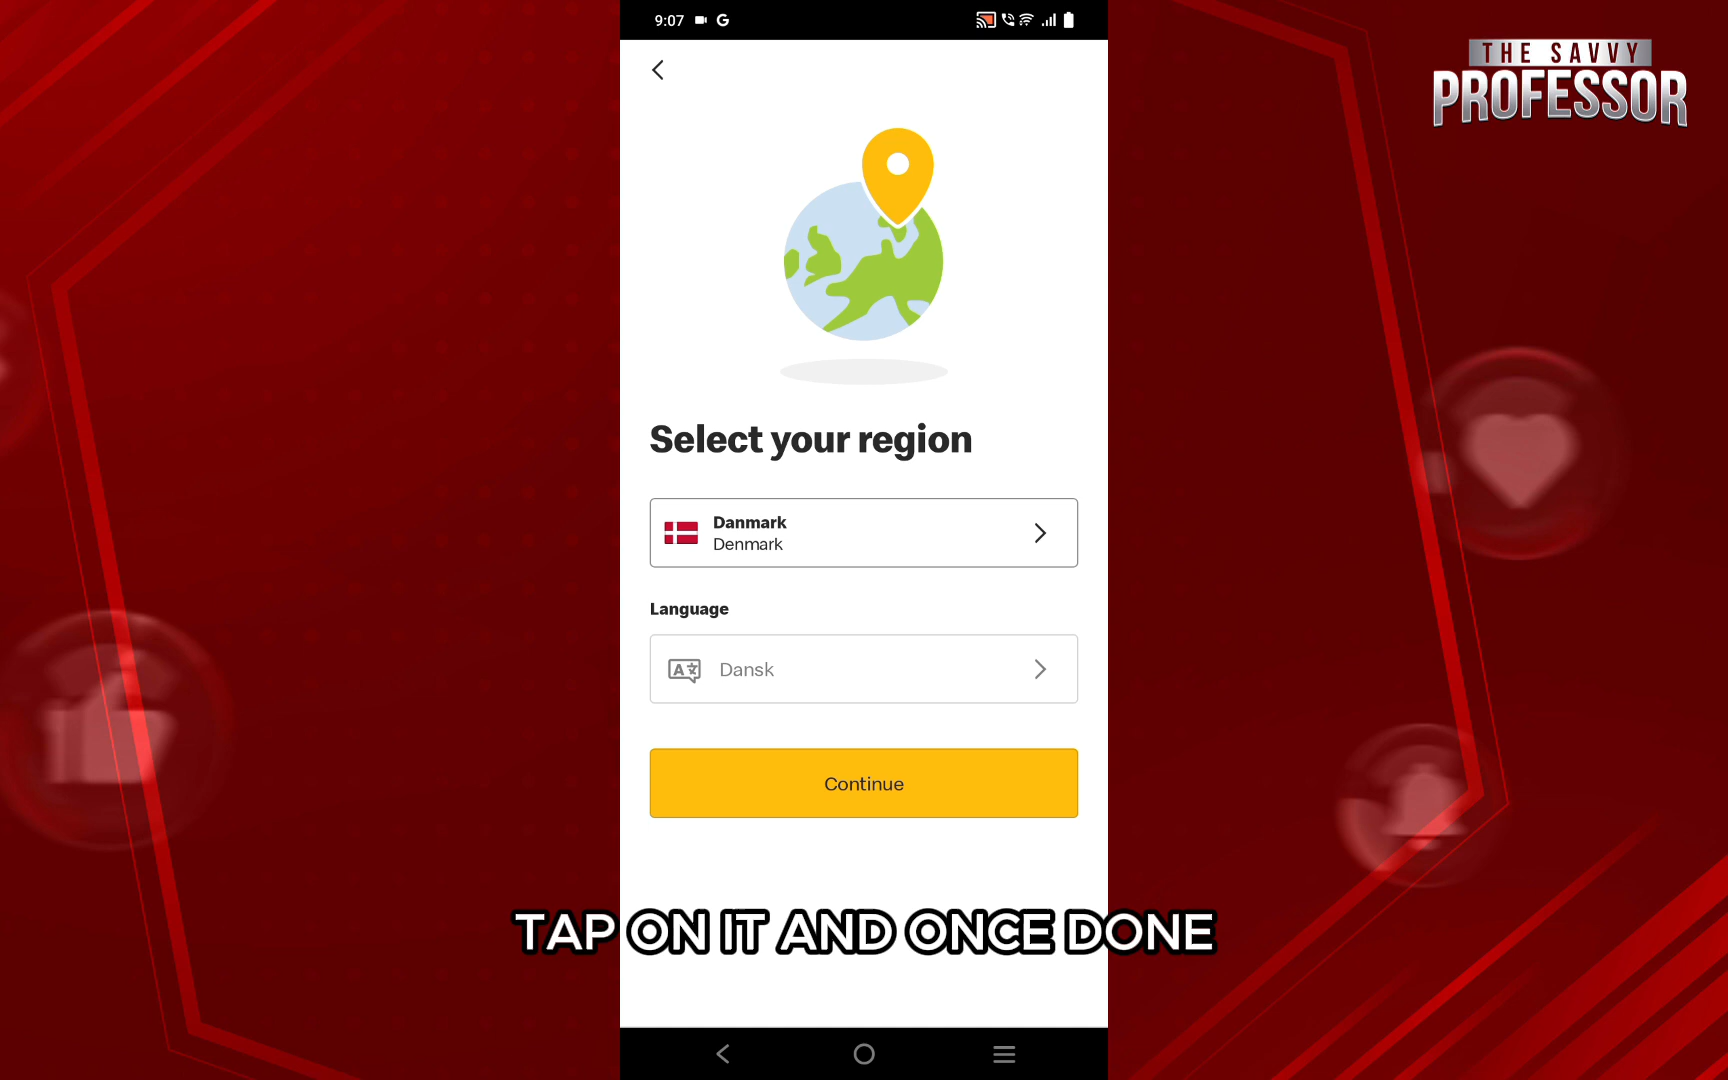 9:07
THE SAVVY
PROFESSOR
Select your region
Danmark
Denmark
Language
Dansk
Continue
TAP ON IT AND ONCE DONE